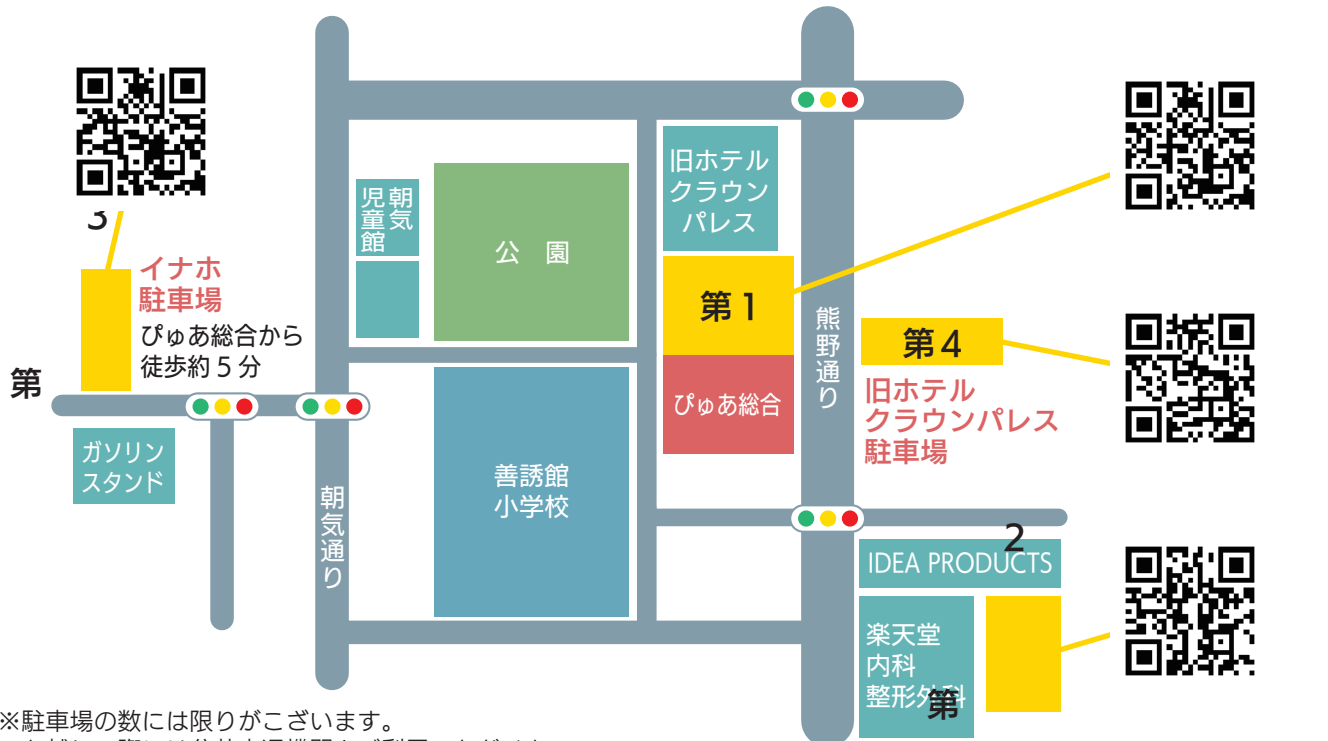 3
第
イナホ
駐車場
ぴゅあ総合から
徒歩約5分
ガソリン
スタンド
朝気
児童館
公　園
旧ホテル
クラウン
パレス
第1
ぴゅあ総合
善誘館
小学校
朝気通り
熊野通り
第4
旧ホテル
クラウンパレス
駐車場
2
IDEA PRODUCTS
楽天堂
内科
整形外科
第
※駐車場の数には限りがこざいます。